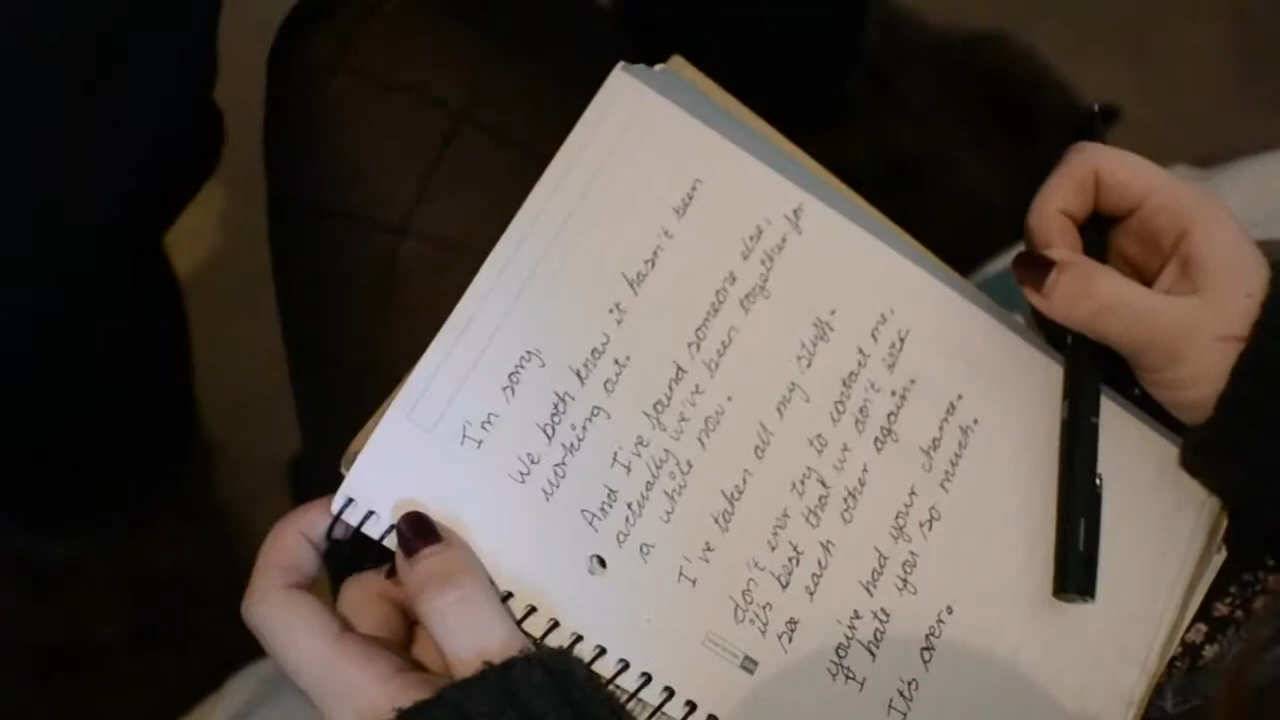 I'm sorry,
We both know it hasn't been
working out.
And I've found someone else,
actually we've been together for
a while now.
I've taken all my stuff.
don't ever try to contact me,
it's best that we don't
see each other again.
you've had your chance.
I hate you so much.
It's over.